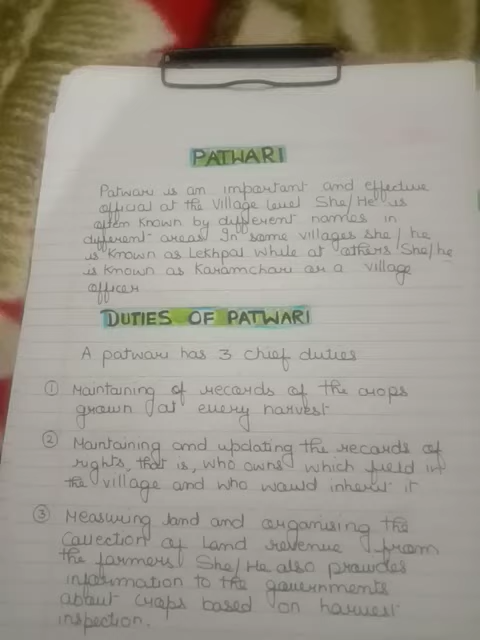 PATWARI
Patwari is an important and effective
official at the Village level She/He is
often Known by different names in
different areas In some villages she/he
is known as Lekhpal while at others She/he
is Known as Karamchari or a village
officer
DUTIES OF PATWARI
A patwari has 3 chief duties
① Maintaining of records of the crops
grown at every harvest
② Maintaining and updating the records of
rights, that is, who owns which field in
the village and who would inherit it
③ Measuring land and organising the
Collection of Land revenue from
the farmers She/He also provides
information to the governments
about crops based on harvest
inspection.